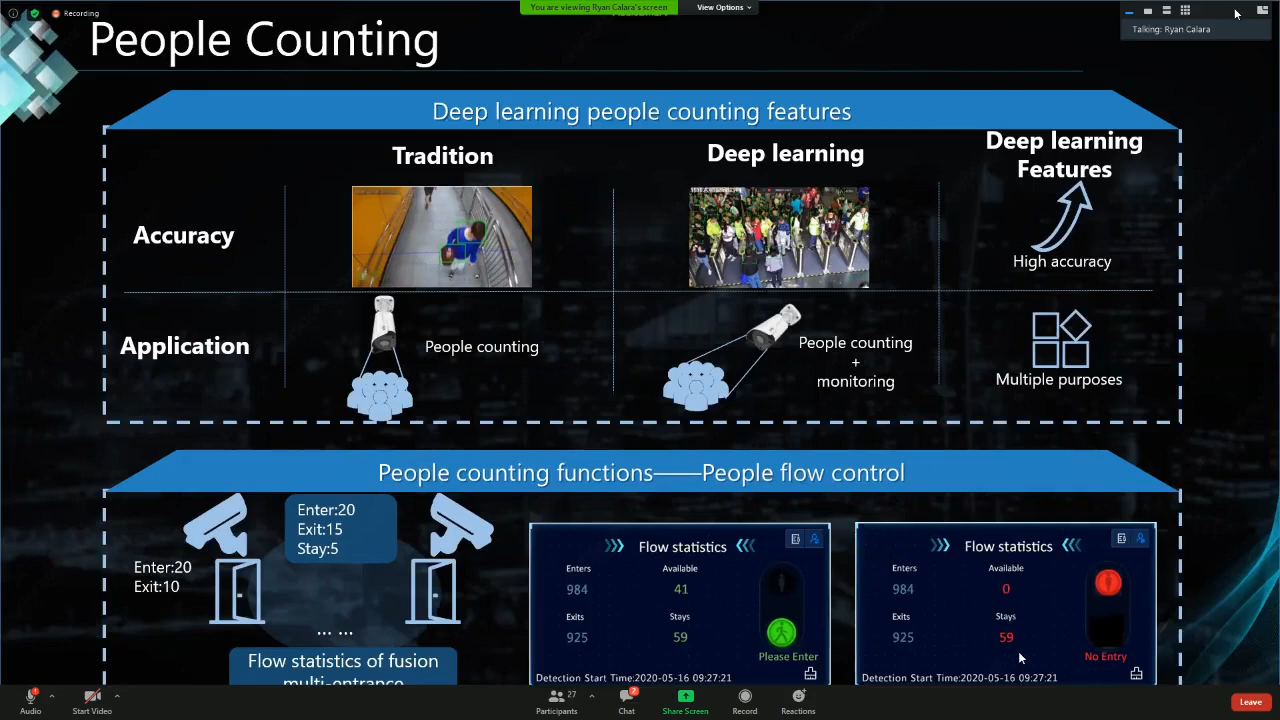 Recording
You are viewing Ryan Calara's screen
View Options
Talking: Ryan Calara
People Counting
Deep learning people counting features
Tradition
Deep learning
Deep learning
Features
Accuracy
High accuracy
Application
People counting
People counting
+
monitoring
Multiple purposes
People counting functions——People flow control
Enter:20
Exit:15
Stay:5
Enter:20
Exit:10
... ...
Flow statistics of fusion
multi-entrance
Flow statistics
Enters
Available
984
41
Exits
Stays
925
59
Please Enter
Detection Start Time:2020-05-16 09:27:21
Flow statistics
Enters
Available
984
0
Exits
Stays
925
59
No Entry
Detection Start Time:2020-05-16 09:27:21
Audio
Start Video
27
Participants
2
Chat
Share Screen
Record
Reactions
Leave